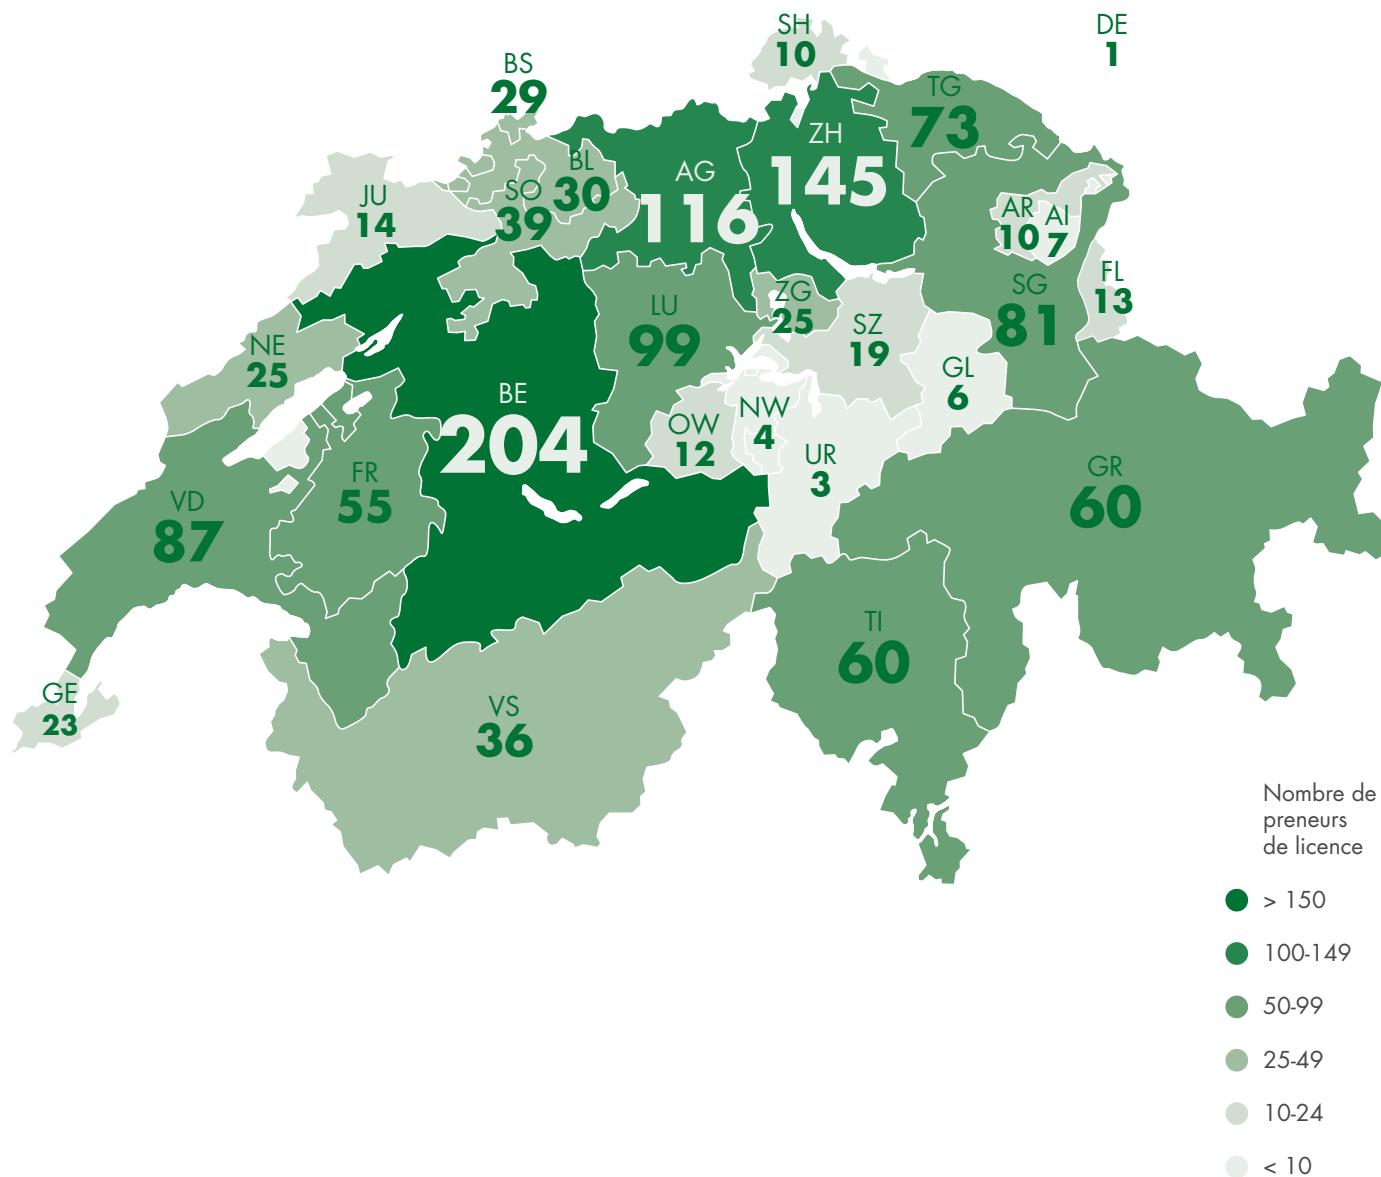 SH
10
DE
1
BS
29
TG
73
ZH
145
BL
30
AG
116
SO
39
JU
14
AR
10
AI
7
FL
13
SG
81
ZG
25
LU
99
SZ
19
NE
25
GL
6
BE
204
NW
4
OW
12
UR
3
FR
55
GR
60
VD
87
TI
60
GE
23
VS
36
Nombre de
preneurs
de licence
> 150
100-149
50-99
25-49
10-24
< 10